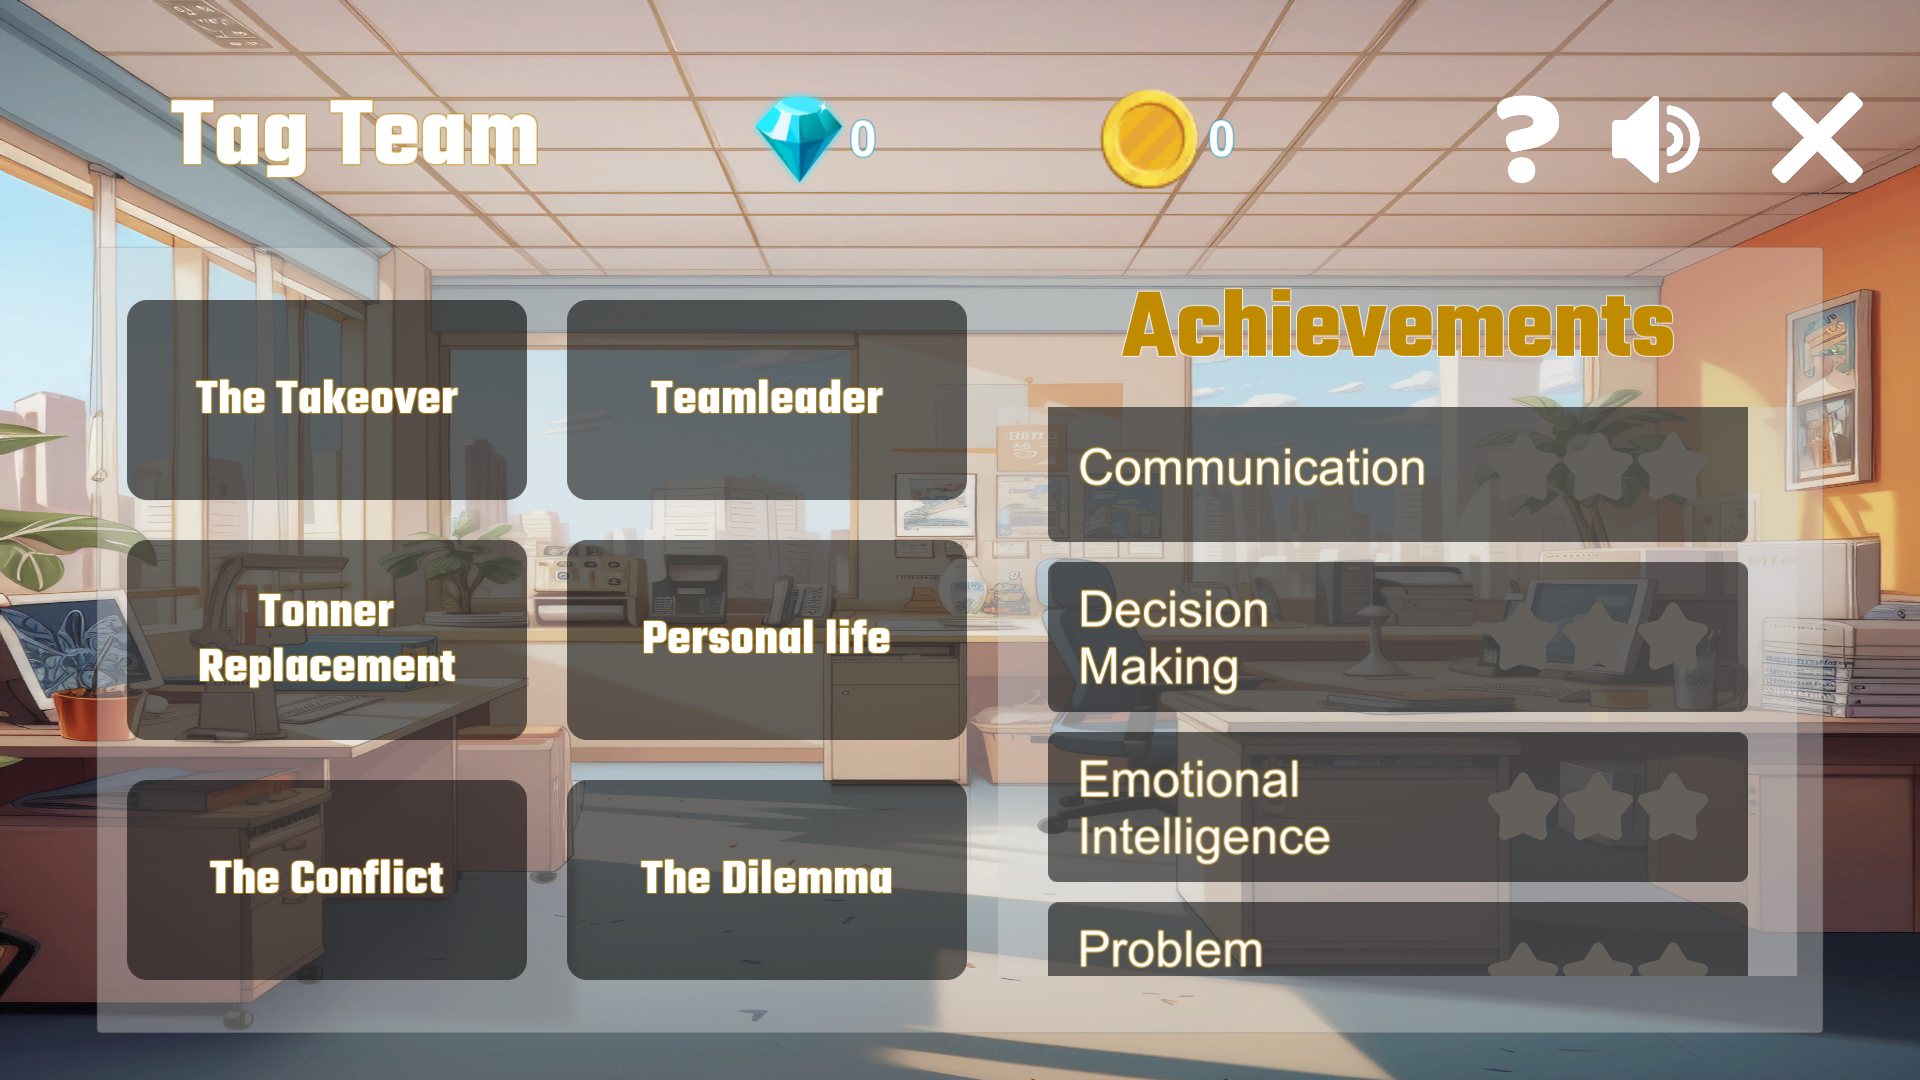 Tag Team
0
0
The Takeover
Teamleader
Tonner
Replacement
Personal life
The Conflict
The Dilemma
Achievements
Communication
Decision
Making
Emotional
Intelligence
Problem